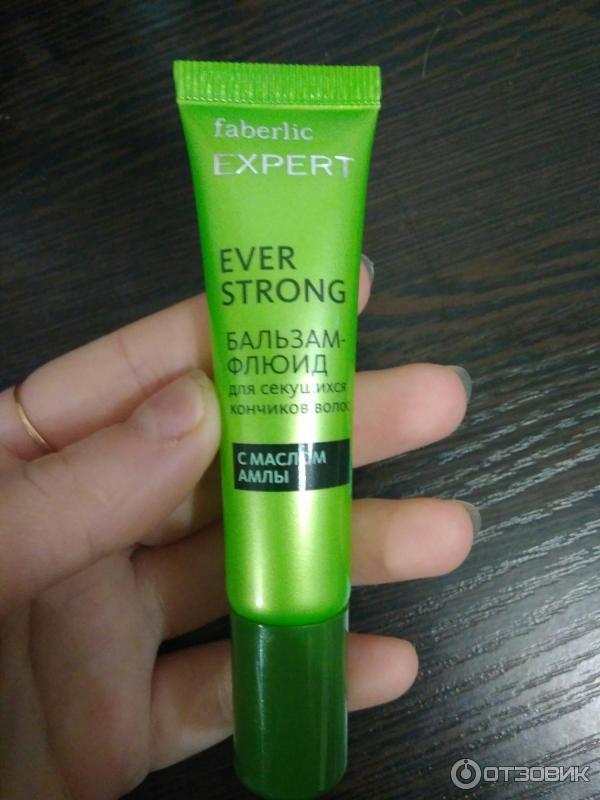 faberlic
EXPERT
EVER
STRONG
БАЛЬЗАМ-
ФЛЮИД
для секущихся
кончиков волос
С МАСЛОМ
АМЛЫ
ОТЗОВИК